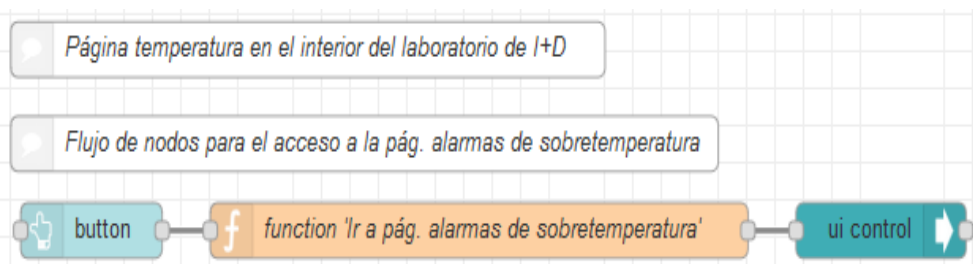 Página temperatura en el interior del laboratorio de I+D
Flujo de nodos para el acceso a la pág. alarmas de sobretemperatura
button
function 'Ir a pág. alarmas de sobretemperatura'
ui control